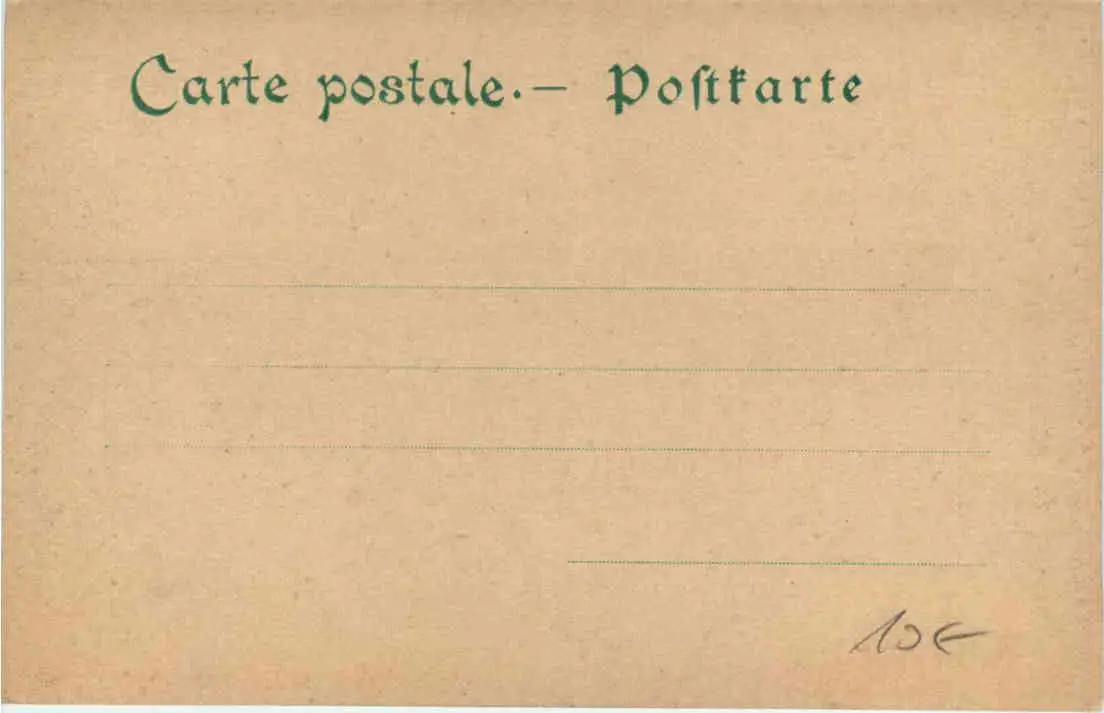 Carte postale. — Poſtkarte
10€